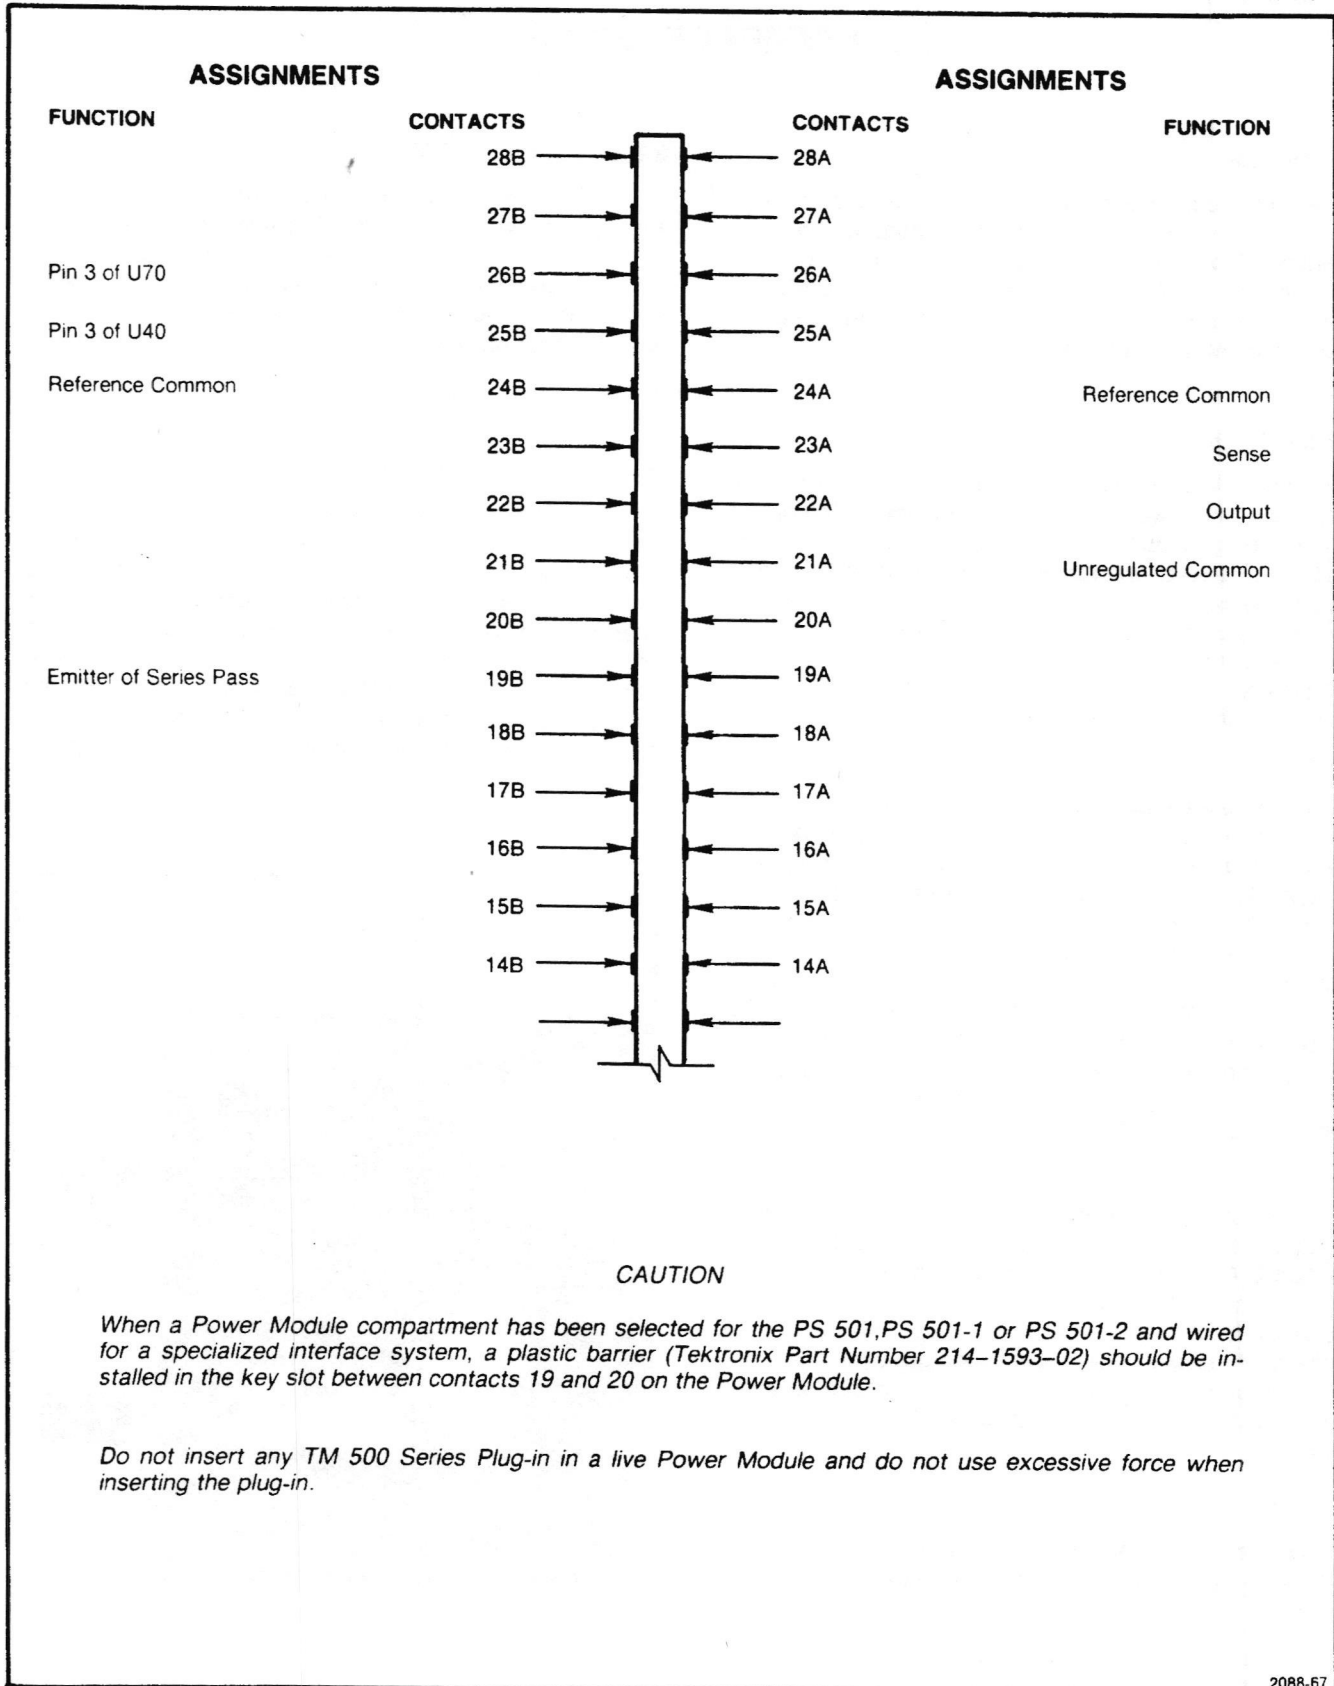 ASSIGNMENTS ASSIGNMENTS
FUNCTION CONTACTS CONTACTS FUNCTION
28B 28A
27B 27A
Pin 3 of U70 26B 26A
Pin 3 of U40 25B 25A
Reference Common 24B 24A Reference Common
23B 23A Sense
22B 22A Output
21B 21A Unregulated Common
20B 20A
Emitter of Series Pass 19B 19A
18B 18A
17B 17A
16B 16A
15B 15A
14B 14A
CAUTION
When a Power Module compartment has been selected for the PS 501,PS 501-1 or PS 501-2 and wired
for a specialized interface system, a plastic barrier (Tektronix Part Number 214–1593–02) should be in-
stalled in the key slot between contacts 19 and 20 on the Power Module.
Do not insert any TM 500 Series Plug-in in a live Power Module and do not use excessive force when
inserting the plug-in.
2088-67